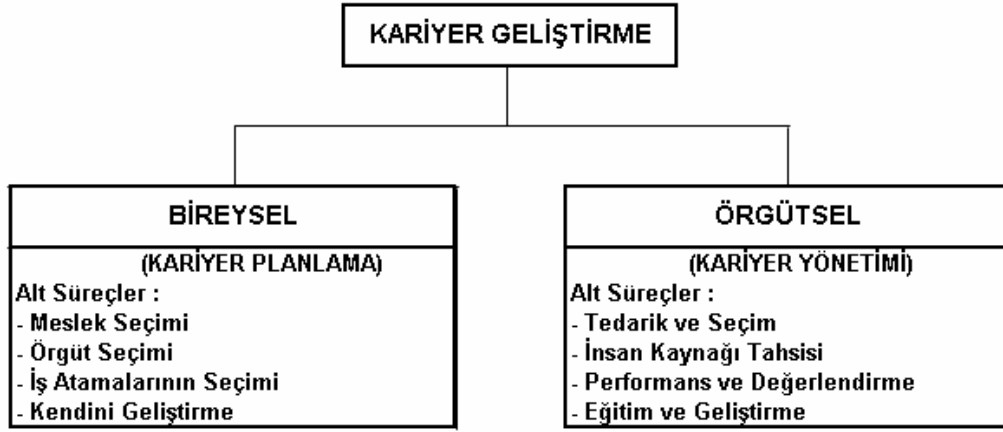 KARİYER GELİŞTİRME
BİREYSEL
(KARİYER PLANLAMA)
Alt Süreçler :
- Meslek Seçimi
- Örgüt Seçimi
- İş Atamalarının Seçimi
- Kendini Geliştirme
ÖRGÜTSEL
(KARİYER YÖNETİMİ)
Alt Süreçler :
- Tedarik ve Seçim
- İnsan Kaynağı Tahsisi
- Performans ve Değerlendirme
- Eğitim ve Geliştirme